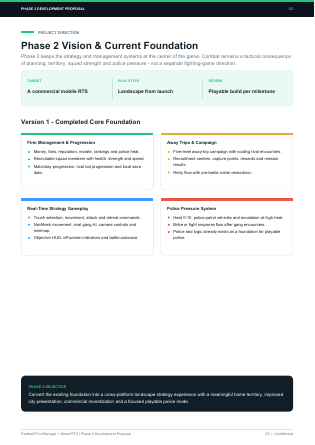 PHASE 2 DEVELOPMENT PROPOSAL
02
PROJECT DIRECTION
Phase 2 Vision & Current Foundation
Phase 2 keeps the strategy and management systems at the center of the game. Combat remains a tactical consequence
of planning, territory, squad strength and police pressure - not a separate fighting-game direction.
TARGET
A commercial mobile RTS
PLAY STYLE
Landscape from launch
REVIEW
Playable build per milestone
Version 1 - Completed Core Foundation
Firm Management & Progression
Money, fans, reputation, morale, rankings and police heat.
Recruitable squad members with health, strength and speed.
Matchday progression, rival bot progression and local save
data.
Away Trips & Campaign
Five-level away-trip campaign with scaling rival encounters.
Recruitment centers, capture points, rewards and mission
results.
Retry flow with pre-battle roster restoration.
Real-Time Strategy Gameplay
Touch selection, movement, attack and retreat commands.
NavMesh movement, rival gang AI, camera controls and
minimap.
Objective HUD, off-screen indicators and battle outcome.
Police Pressure System
Heat 0-10, police patrol vehicles and escalation at high heat.
Bribe or fight response flow after gang encounters.
Police raid logic already exists as a foundation for playable
police.
PHASE 2 OBJECTIVE
Convert the existing foundation into a cross-platform landscape strategy experience with a meaningful home territory, improved
city presentation, commercial monetization and a focused playable police mode.
Football Firm Manager + Street RTS | Phase 2 Development Proposal
02 | Confidential